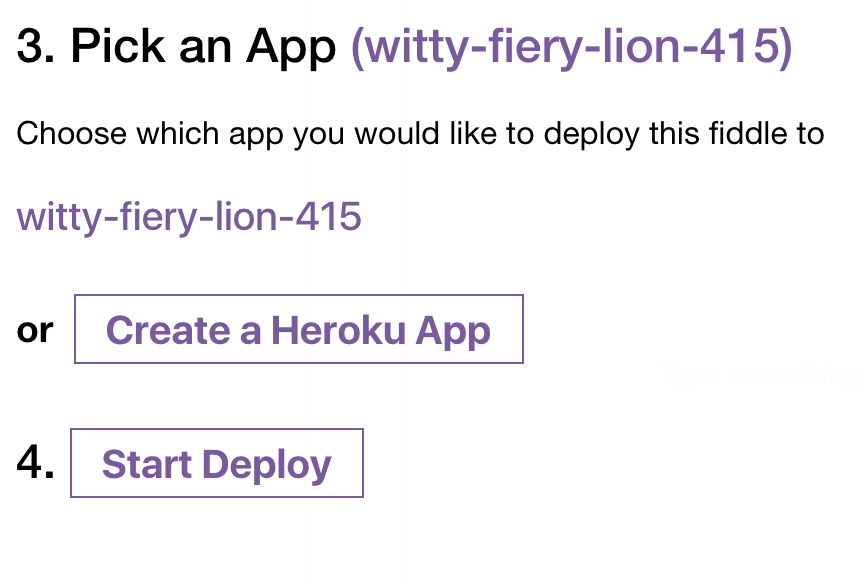 3. Pick an App (witty-fiery-lion-415)
Choose which app you would like to deploy this fiddle to
witty-fiery-lion-415
or Create a Heroku App
4. Start Deploy